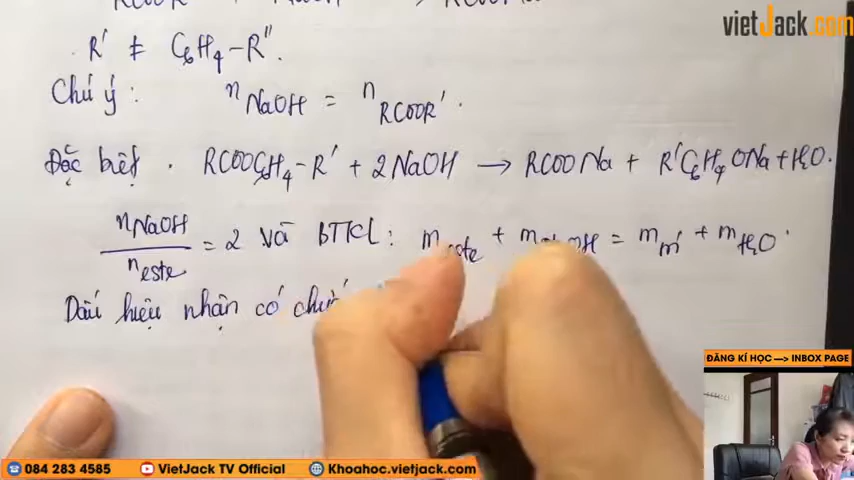 vietJack.com
R' ≠ C6H4-R''.
Chú ý: nNaOH = nRCOOR'.
Đặc biệt. RCOOC6H4-R' + 2NaOH → RCOONa + R'C6H4ONa + H2O.
nNaOH / neste = 2 và BTKL: meste + mNaOH = mm' + mH2O.
Dấu hiệu nhận có
ĐĂNG KÍ HỌC —> INBOX PAGE
084 283 4585 VietJack TV Official Khoahoc.vietjack.com